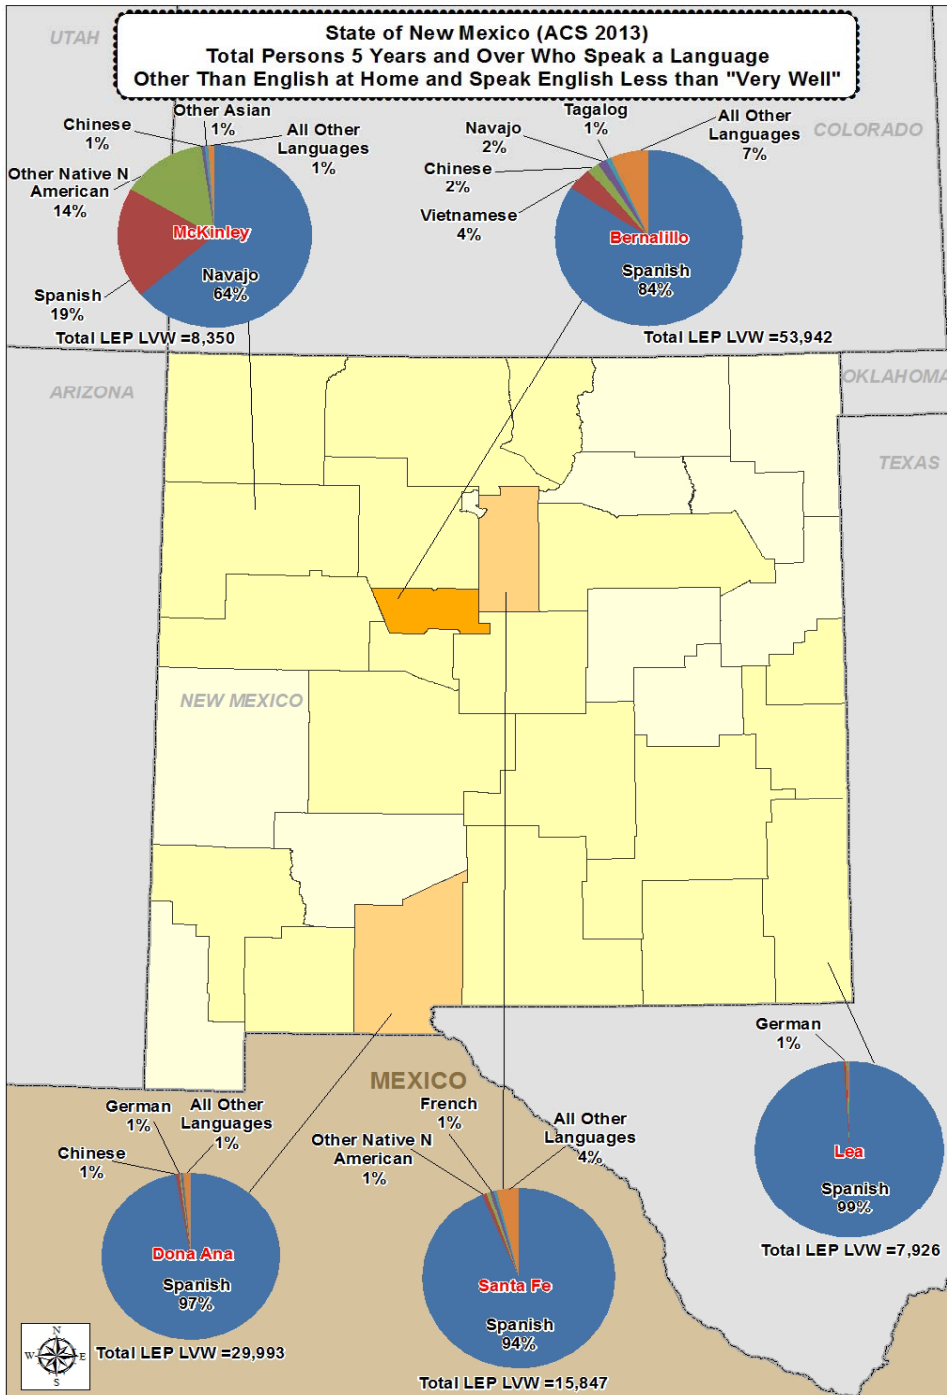 State of New Mexico (ACS 2013)
Total Persons 5 Years and Over Who Speak a Language
Other Than English at Home and Speak English Less than "Very Well"
UTAH
COLORADO
Other Asian
1%
Chinese
1%
All Other
Languages
1%
Other Native N
American
14%
McKinley
Navajo
64%
Spanish
19%
Total LEP LVW =8,350
Tagalog
1%
All Other
Languages
7%
Navajo
2%
Chinese
2%
Vietnamese
4%
Bernalillo
Spanish
84%
Total LEP LVW =53,942
ARIZONA
OKLAHOMA
TEXAS
NEW MEXICO
MEXICO
German
1%
All Other
Languages
1%
Chinese
1%
Dona Ana
Spanish
97%
Total LEP LVW =29,993
French
1%
Other Native N
American
1%
All Other
Languages
4%
Santa Fe
Spanish
94%
Total LEP LVW =15,847
German
1%
Lea
Spanish
99%
Total LEP LVW =7,926
N
W
E
S